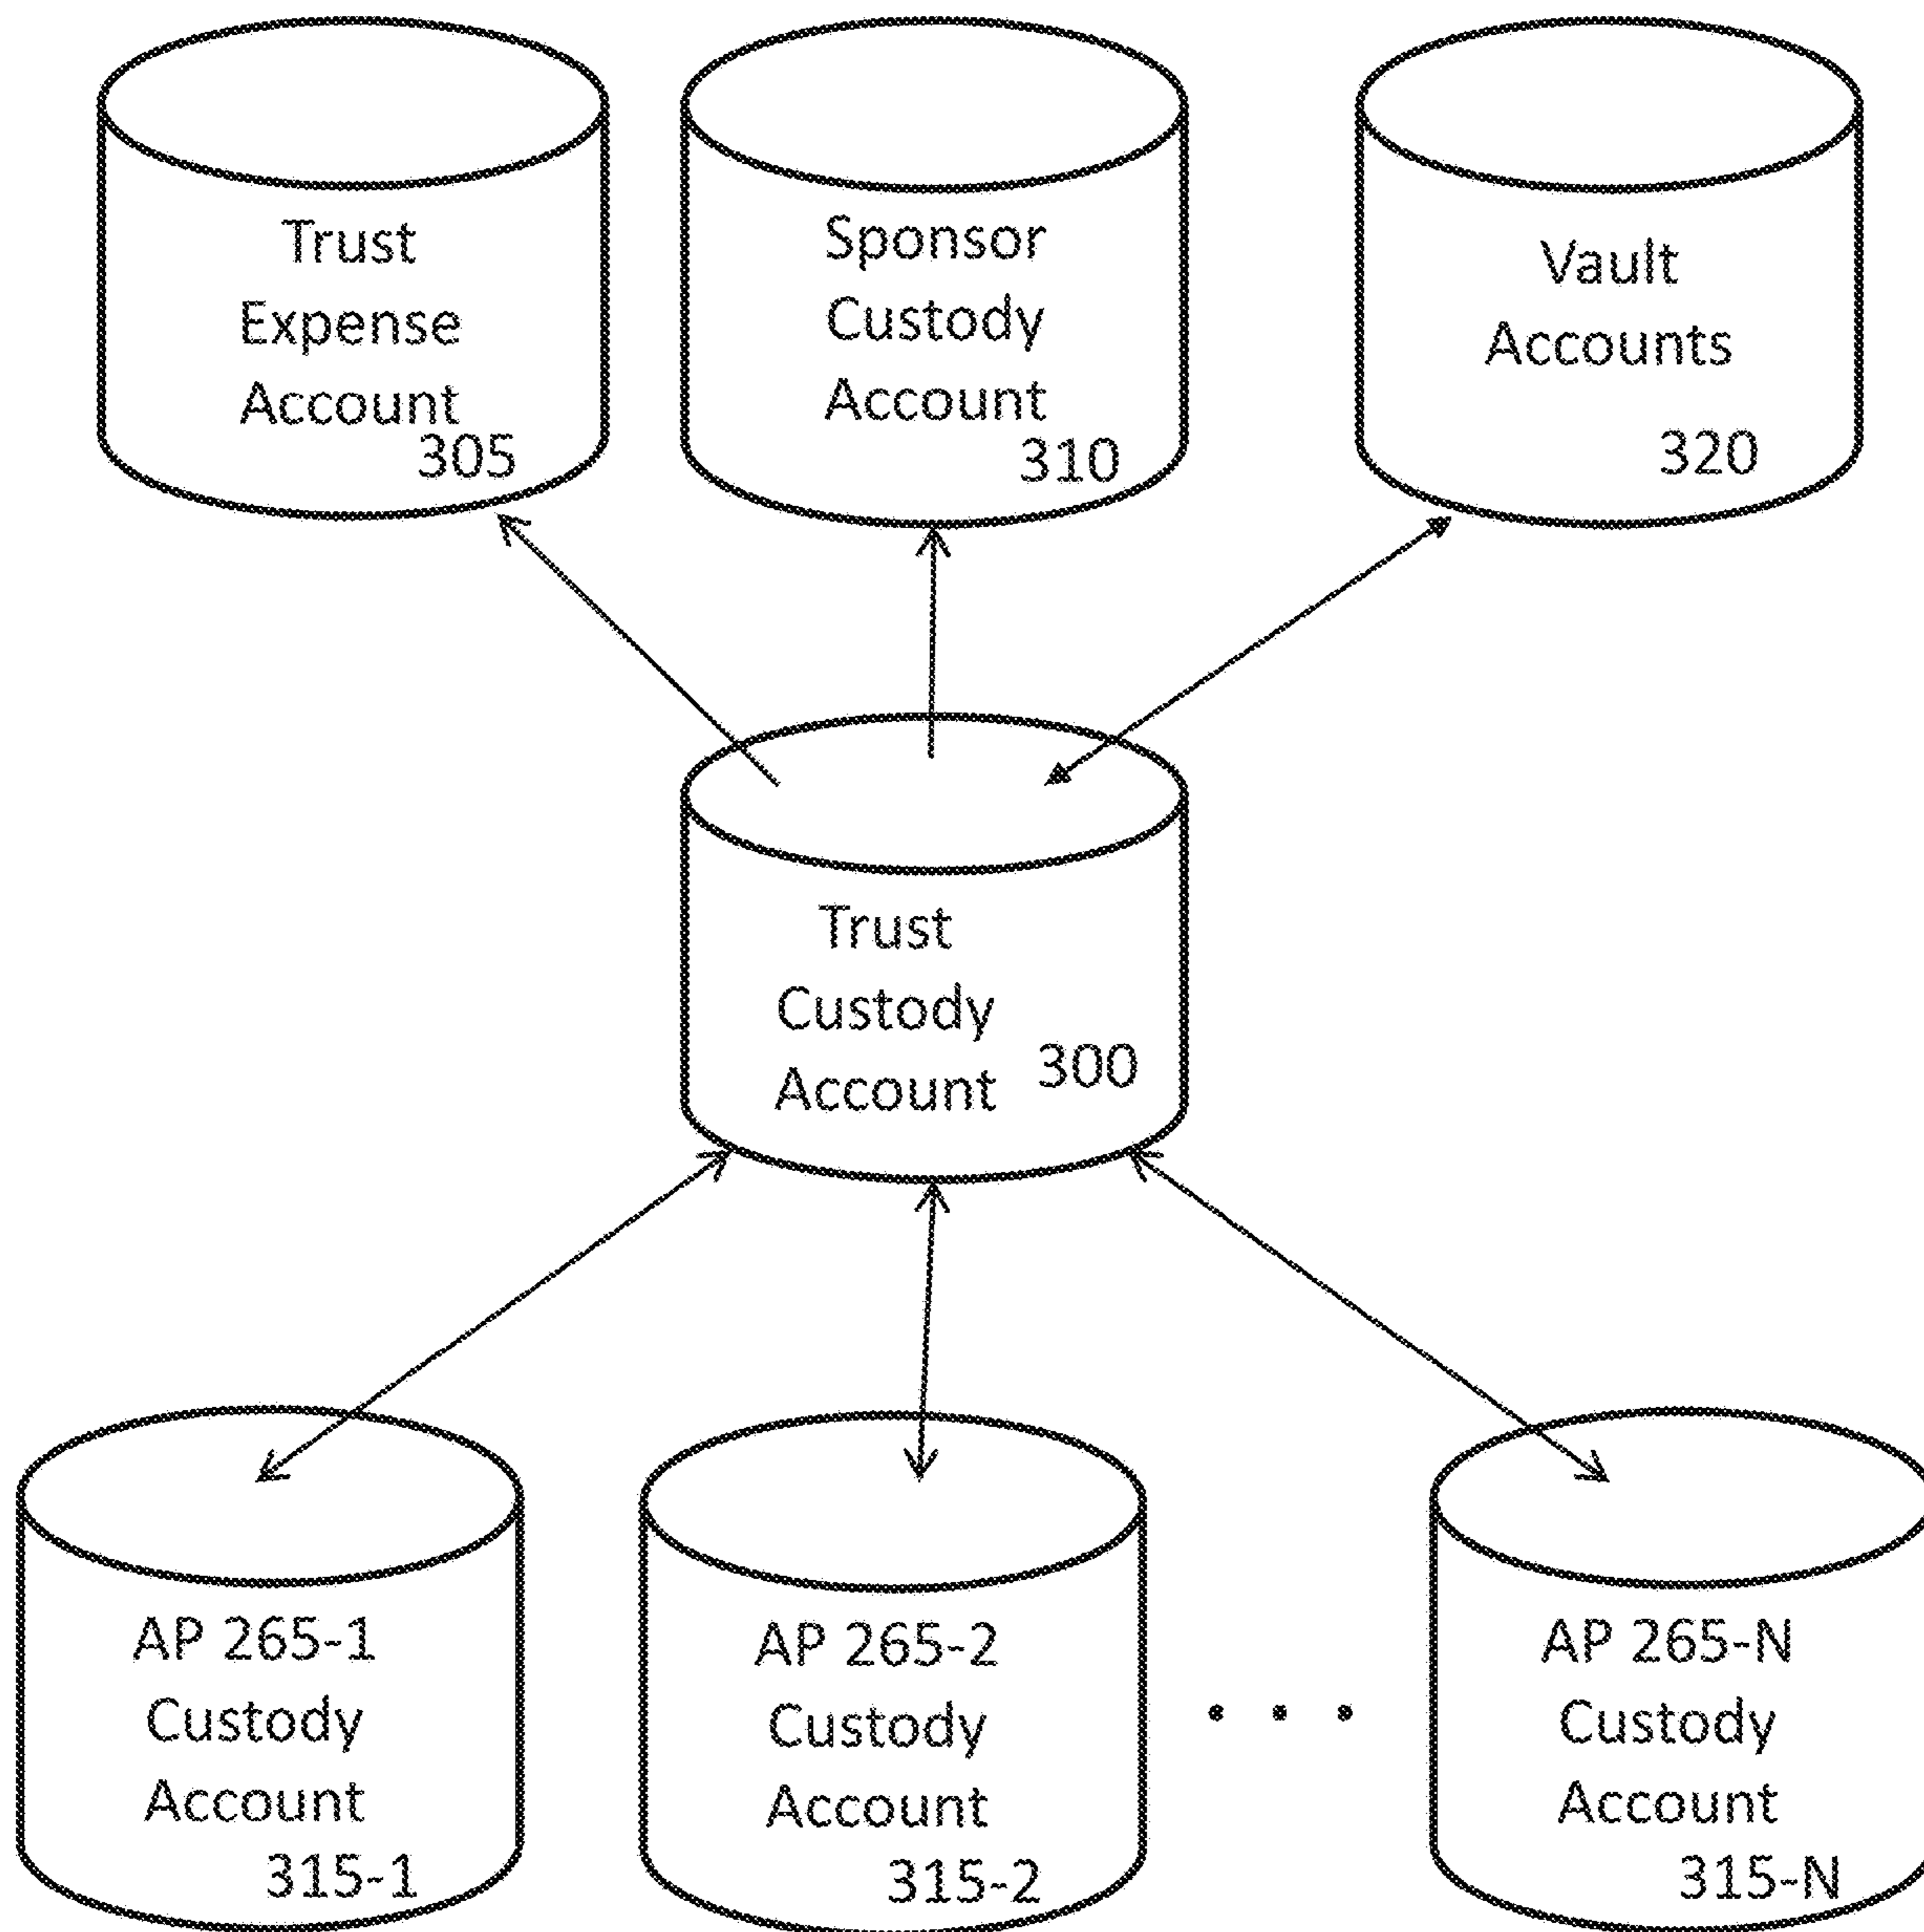 Trust
Expense
Account
305
Sponsor
Custody
Account
310
Vault
Accounts
320
Trust
Custody
Account 300
AP 265-1
Custody
Account
315-1
AP 265-2
Custody
Account
315-2
. . .
AP 265-N
Custody
Account
315-N